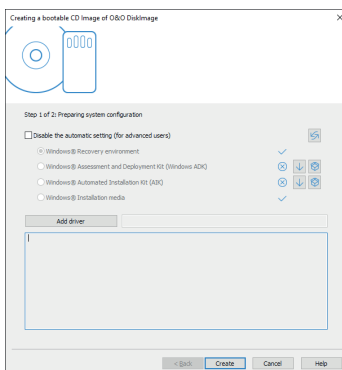 Creating a bootable CD Image of O&O DiskImage
Step 1 of 2: Preparing system configuration
Disable the automatic setting (for advanced users)
Windows® Recovery environment
Windows® Assessment and Deployment Kit (Windows ADK)
Windows® Automated Installation Kit (AIK)
Windows® Installation media
Add driver
< Back Create Cancel Help